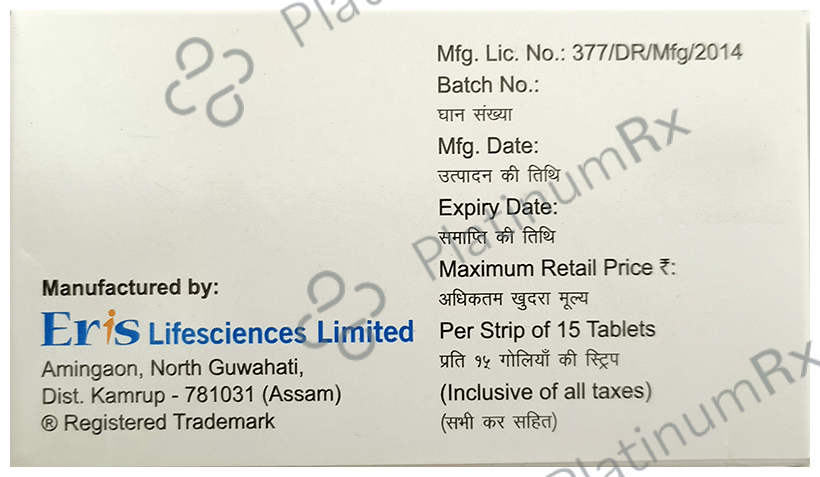 Mfg. Lic. No.: 377/DR/Mfg/2014
Batch No.:
घान संख्या
Mfg. Date:
उत्पादन की तिथि
Expiry Date:
समाप्ति की तिथि
Maximum Retail Price ₹:
अधिकतम खुदरा मूल्य
Per Strip of 15 Tablets
प्रति १५ गोलियाँ की स्ट्रिप
(Inclusive of all taxes)
(सभी कर सहित)
Manufactured by:
Eris Lifesciences Limited
Amingaon, North Guwahati,
Dist. Kamrup - 781031 (Assam)
® Registered Trademark
PlatinumRx
PlatinumRx
PlatinumRx